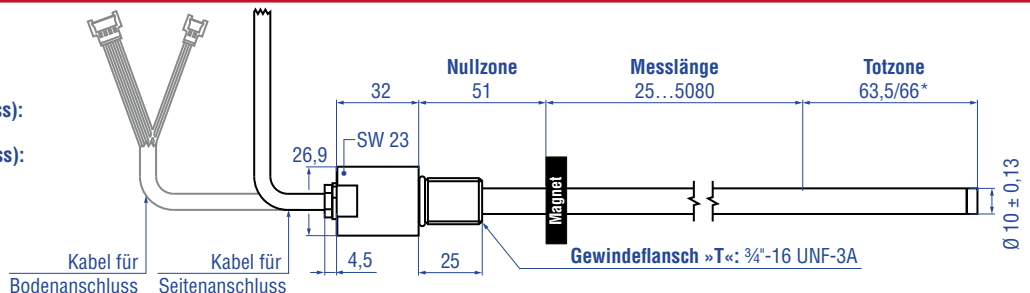 Nullzone
Messlänge
Totzone
32
51
25…5080
63,5/66*
ss):
ss):
SW 23
26,9
Magnet
Ø 10 ± 0,13
4,5
25
Gewindeflansch »T«: ¾"-16 UNF-3A
Kabel für
Bodenanschluss
Kabel für
Seitenanschluss